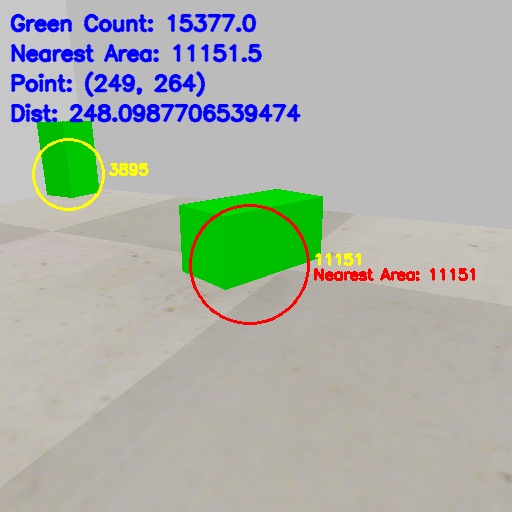 Green Count: 15377.0
Nearest Area: 11151.5
Point: (249, 264)
Dist: 248.0987706539474
3895
11151
Nearest Area: 11151